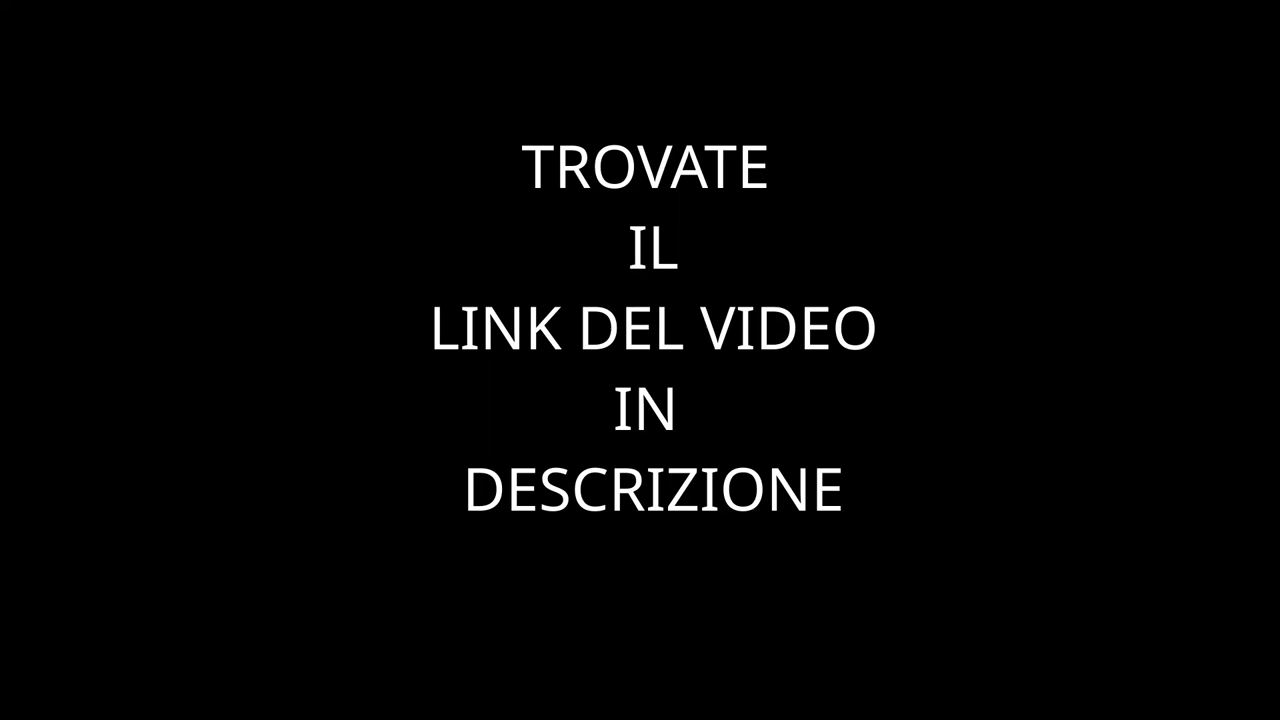 TROVATE
IL
LINK DEL VIDEO
IN
DESCRIZIONE